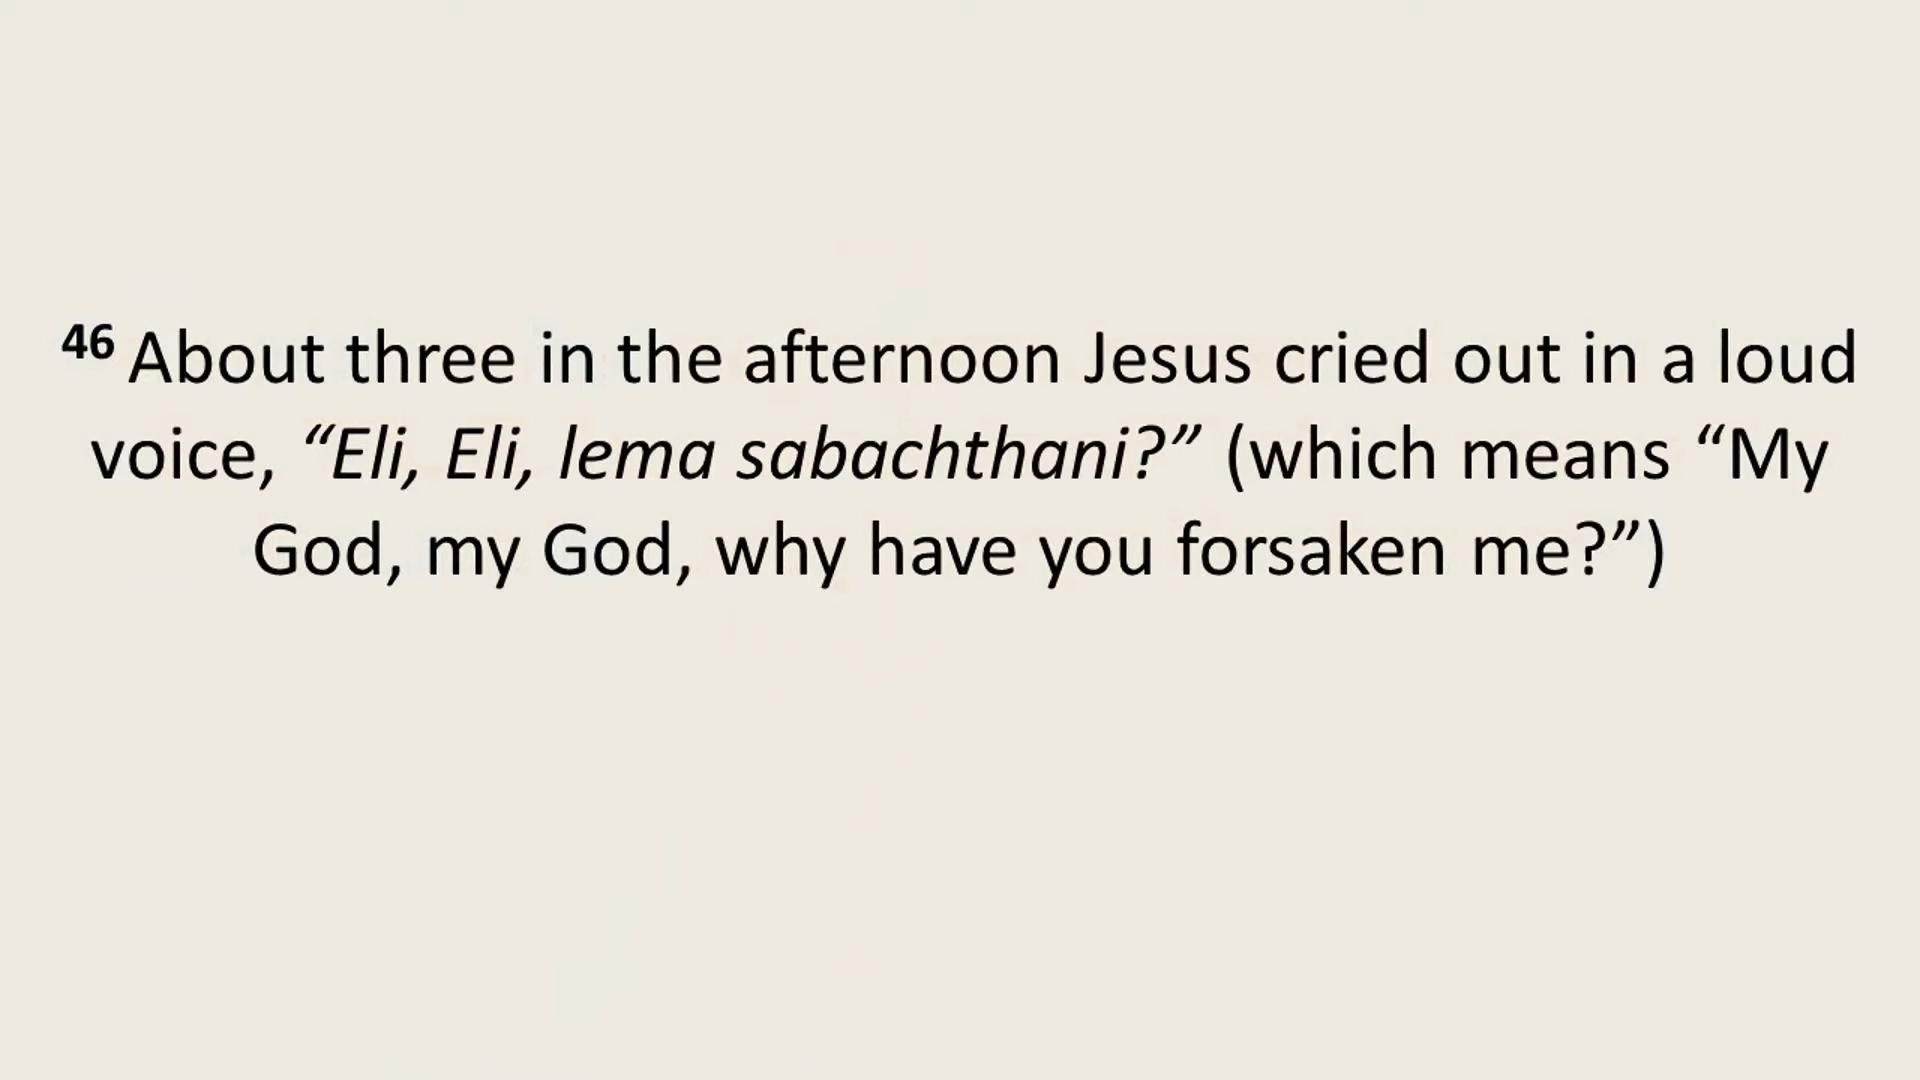 46 About three in the afternoon Jesus cried out in a loud
voice, “Eli, Eli, lema sabachthani?” (which means “My
God, my God, why have you forsaken me?”)